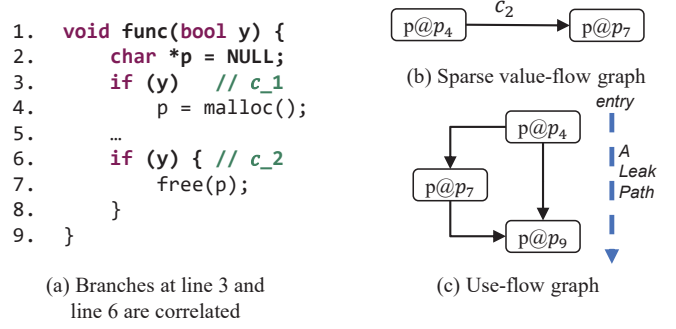 1. void func(bool y) {
2. char *p = NULL;
3. if (y) // c_1
4. p = malloc();
5. …
6. if (y) { // c_2
7. free(p);
8. }
9. }
(a) Branches at line 3 and
line 6 are correlated
c₂
p@p₄
p@p₇
(b) Sparse value-flow graph
entry
p@p₄
A
Leak
Path
p@p₇
p@p₉
(c) Use-flow graph